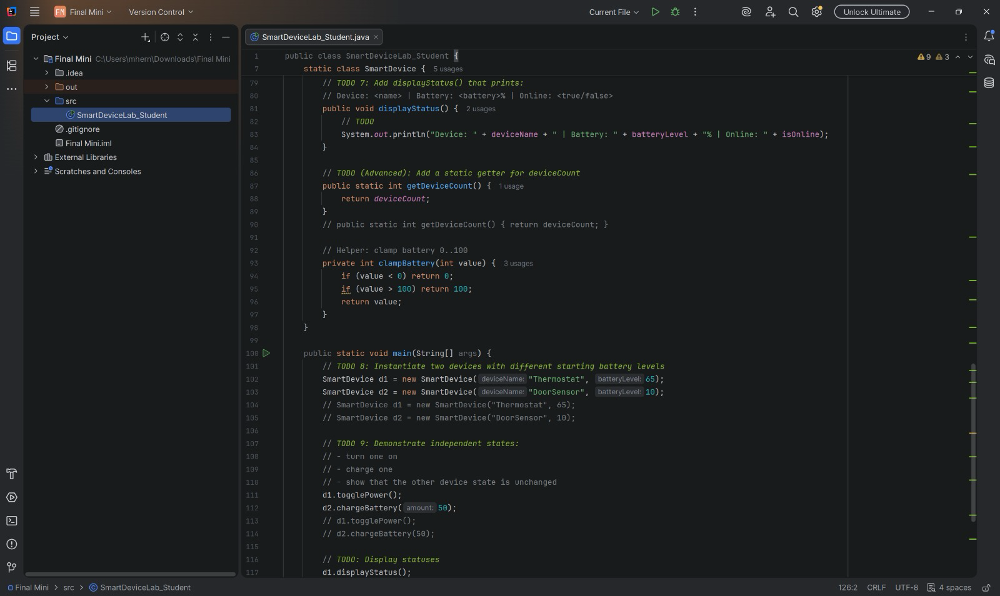 FM Final Mini Version Control Current File Unlock Ultimate
Project
SmartDeviceLab_Student.java
Final Mini C:\Users\mhern\Downloads\Final Mini
.idea
out
src
SmartDeviceLab_Student
.gitignore
Final Mini.iml
External Libraries
Scratches and Consoles
9 3
1 public class SmartDeviceLab_Student {
7 static class SmartDevice { 5 usages
79 // TODO 7: Add displayStatus() that prints:
80 // Device: <name> | Battery: <battery>% | Online: <true/false>
81 public void displayStatus() { 2 usages
82 // TODO
83 System.out.println("Device: " + deviceName + " | Battery: " + batteryLevel + "% | Online: " + isOnline);
84 }
85
86 // TODO (Advanced): Add a static getter for deviceCount
87 public static int getDeviceCount() { 1 usage
88 return deviceCount;
89 }
90 // public static int getDeviceCount() { return deviceCount; }
91
92 // Helper: clamp battery 0..100
93 private int clampBattery(int value) { 3 usages
94 if (value < 0) return 0;
95 if (value > 100) return 100;
96 return value;
97 }
98 }
99
100 public static void main(String[] args) {
101 // TODO 8: Instantiate two devices with different starting battery levels
102 SmartDevice d1 = new SmartDevice( deviceName: "Thermostat", batteryLevel: 65);
103 SmartDevice d2 = new SmartDevice( deviceName: "DoorSensor", batteryLevel: 10);
104 // SmartDevice d1 = new SmartDevice("Thermostat", 65);
105 // SmartDevice d2 = new SmartDevice("DoorSensor", 10);
106
107 // TODO 9: Demonstrate independent states:
108 // - turn one on
109 // - charge one
110 // - show that the other device state is unchanged
111 d1.togglePower();
112 d2.chargeBattery( amount: 50);
113 // d1.togglePower();
114 // d2.chargeBattery(50);
115
116 // TODO: Display statuses
117 d1.displayStatus();
Final Mini > src > SmartDeviceLab_Student 126:2 CRLF UTF-8 4 spaces